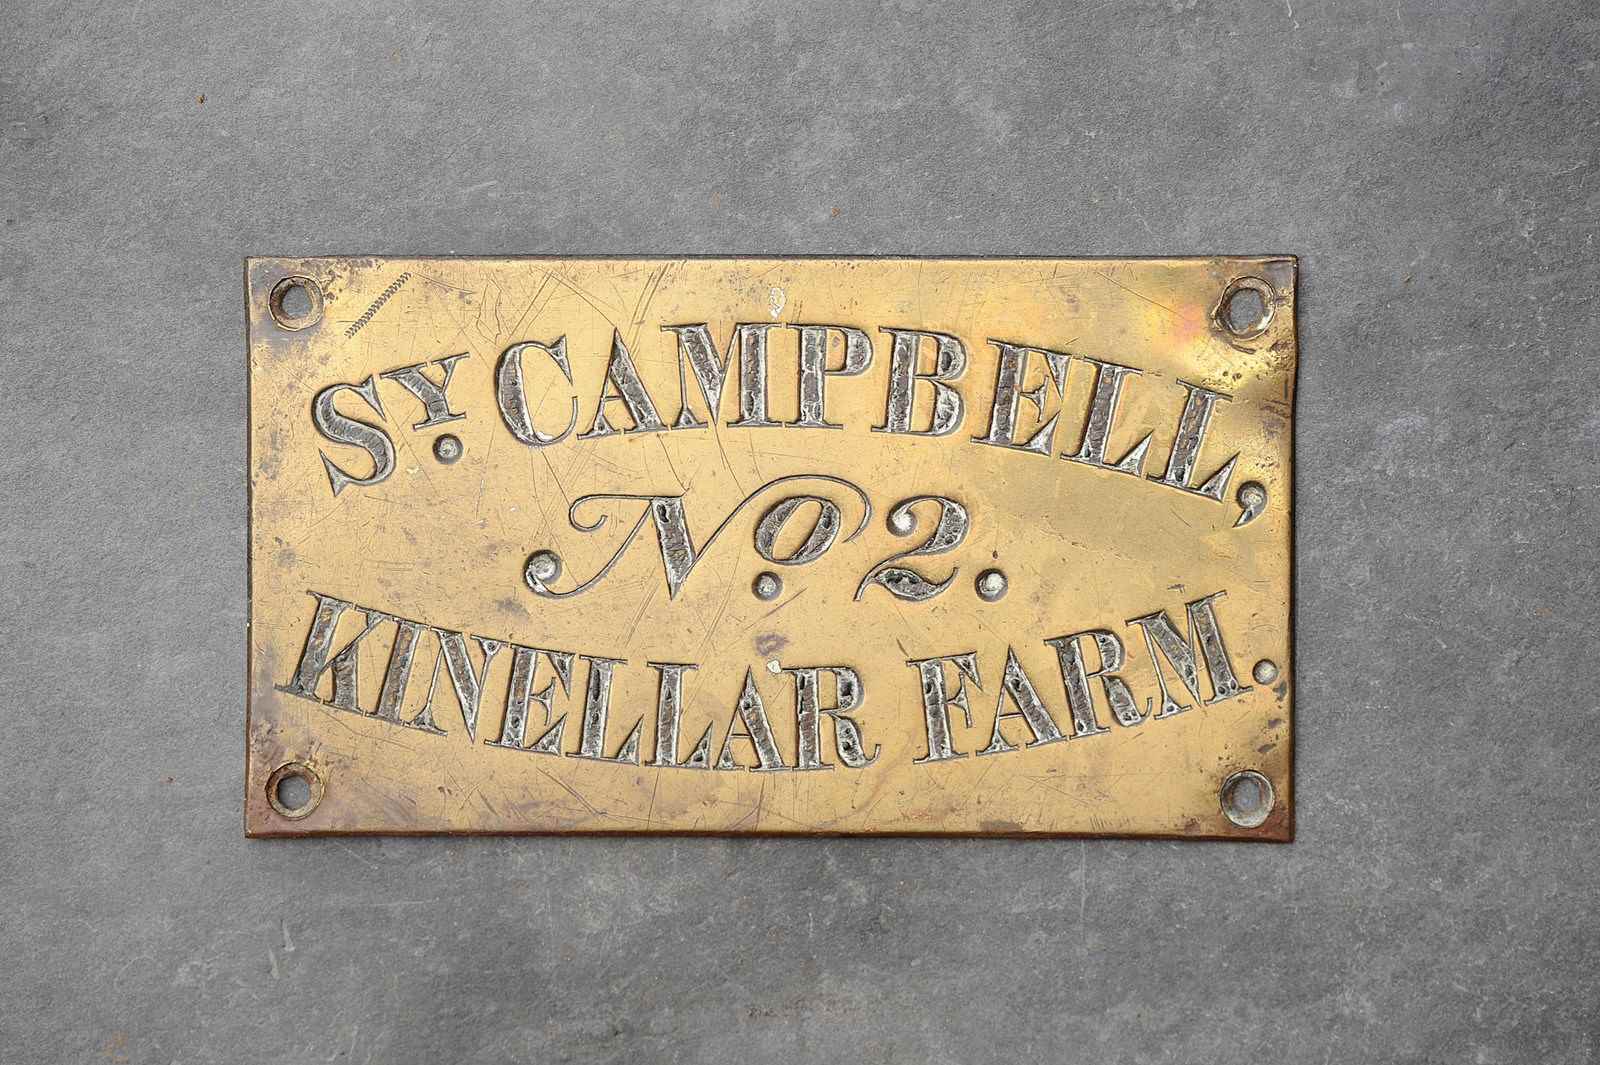 Sy. CAMPBELL,
No. 2.
KINELLAR FARM.